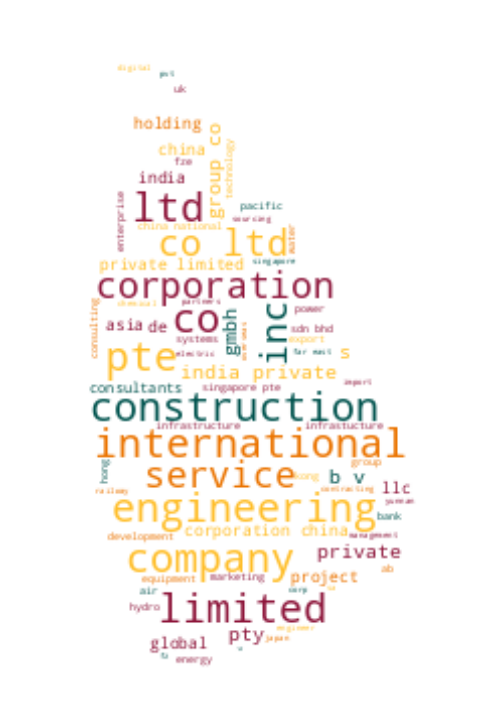 digital
pvt
uk
holding
group co
china
technology
fze
india
enterprise
ltd
pacific
sourcing
china national
co ltd
water
singapore
private limited
corporation
consulting
chemical
partners
co
gmbh
inc
power
asia
de
overseas
sdn bhd
systems
export
pte
electric
far east
s
india private
import
consultants
singapore pte
construction
infrastructure
infrastucture
international
hong
group
service
kong
b v
railway
contracting
llc
yunnan
engineering
bank
corporation china
development
management
company
private
ab
equipment
marketing
project
air
corp
hydro
limited
engineer
pty
japan
global
energy